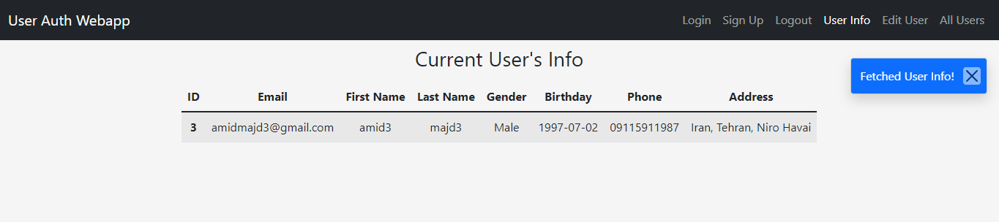 User Auth Webapp Login Sign Up Logout User Info Edit User All Users
Current User's Info
Fetched User Info!
ID Email First Name Last Name Gender Birthday Phone Address
3 amidmajd3@gmail.com amid3 majd3 Male 1997-07-02 09115911987 Iran, Tehran, Niro Havai